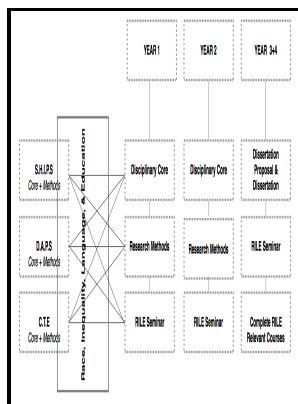 YEAR 1
YEAR 2
YEAR 3+4
S.H.I.P.S
Core + Methods
D.A.P.S
Core + Methods
C.T.E
Core + Methods
Race, Inequality, Language, & Education
Disciplinary Core
Disciplinary Core
Dissertation
Proposal &
Dissertation
Research Methods
Research Methods
RILE Seminar
RILE Seminar
RILE Seminar
Complete RILE
Relevant Courses